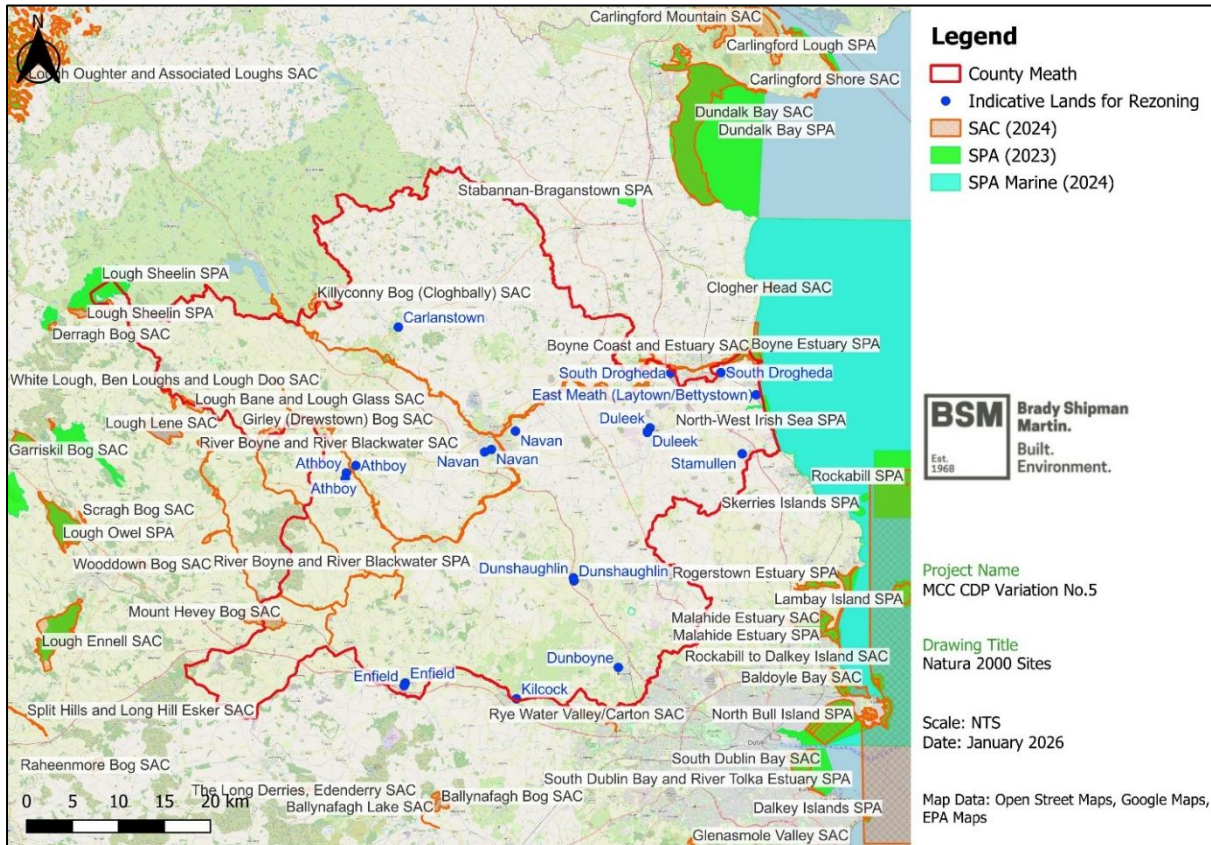 Carlingford Mountain SAC
Carlingford Lough SPA
Lough Oughter and Associated Loughs SAC
Carlingford Shore SAC
Dundalk Bay SAC
Dundalk Bay SPA
Stabannan-Braganstown SPA
Lough Sheelin SPA
Killyconny Bog (Cloghbally) SAC
Clogher Head SAC
Lough Sheelin SPA
Carlanstown
Derragh Bog SAC
Boyne Coast and Estuary SAC
Boyne Estuary SPA
South Drogheda
South Drogheda
White Lough, Ben Loughs and Lough Doo SAC
East Meath (Laytown/Bettystown)
Lough Bane and Lough Glass SAC
Lough Lene SAC
Girley (Drewstown) Bog SAC
Duleek
North-West Irish Sea SPA
Garriskil Bog SAC
River Boyne and River Blackwater SAC
Navan
Duleek
Athboy
Athboy
Navan
Navan
Stamullen
Athboy
Rockabill SPA
Scragh Bog SAC
Skerries Islands SPA
Lough Owel SPA
Wooddown Bog SAC
River Boyne and River Blackwater SPA
Dunshaughlin
Dunshaughlin
Rogerstown Estuary SPA
Lambay Island SPA
Mount Hevey Bog SAC
Malahide Estuary SAC
Malahide Estuary SPA
Lough Ennell SAC
Dunboyne
Rockabill to Dalkey Island SAC
Enfield
Enfield
Baldoyle Bay SAC
Kilcock
Split Hills and Long Hill Esker SAC
Rye Water Valley/Carton SAC
North Bull Island SPA
Raheenmore Bog SAC
South Dublin Bay SAC
South Dublin Bay and River Tolka Estuary SPA
The Long Derries, Edenderry SAC
Ballynafagh Bog SAC
Ballynafagh Lake SAC
Dalkey Islands SPA
Glenasmole Valley SAC
0 5 10 15 20 km
Legend
County Meath
Indicative Lands for Rezoning
SAC (2024)
SPA (2023)
SPA Marine (2024)
BSM
Est.
1968
Brady Shipman
Martin.
Built.
Environment.
Project Name
MCC CDP Variation No.5
Drawing Title
Natura 2000 Sites
Scale: NTS
Date: January 2026
Map Data: Open Street Maps, Google Maps,
EPA Maps